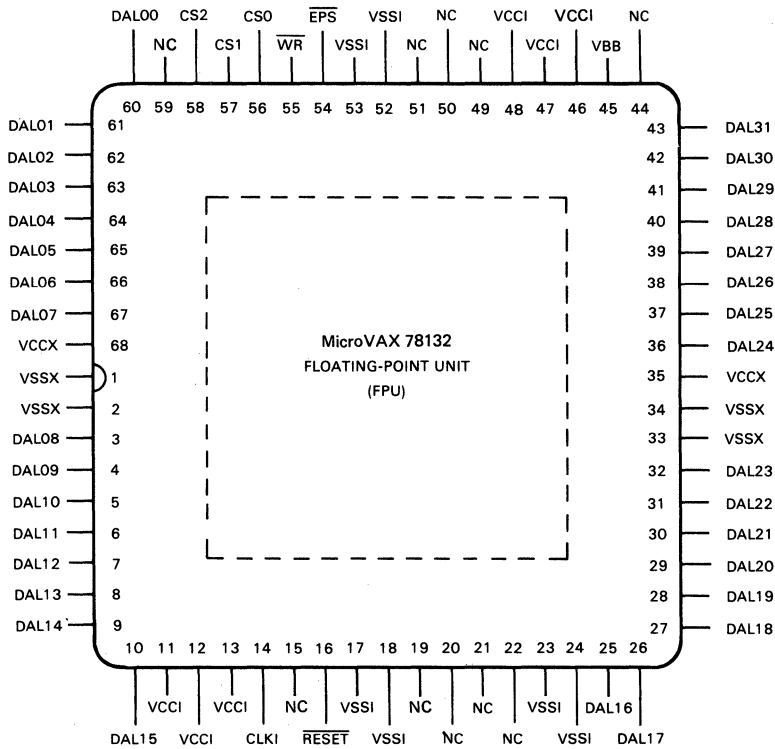 DAL00 CS2 CS0 E̅P̅S̅ VSSI NC VCCI VCCI NC
NC CS1 W̅R̅ VSSI NC NC VCCI VBB
60 59 58 57 56 55 54 53 52 51 50 49 48 47 46 45 44
DAL01 61 43 DAL31
DAL02 62 42 DAL30
DAL03 63 41 DAL29
DAL04 64 40 DAL28
DAL05 65 39 DAL27
DAL06 66 38 DAL26
DAL07 67 37 DAL25
VCCX 68 36 DAL24
MicroVAX 78132
FLOATING-POINT UNIT
(FPU)
VSSX 1 35 VCCX
VSSX 2 34 VSSX
DAL08 3 33 VSSX
DAL09 4 32 DAL23
DAL10 5 31 DAL22
DAL11 6 30 DAL21
DAL12 7 29 DAL20
DAL13 8 28 DAL19
DAL14 9 27 DAL18
10 11 12 13 14 15 16 17 18 19 20 21 22 23 24 25 26
VCCI VCCI NC VSSI NC NC VSSI DAL16
DAL15 VCCI CLKI R̅E̅S̅E̅T̅ VSSI NC NC VSSI DAL17